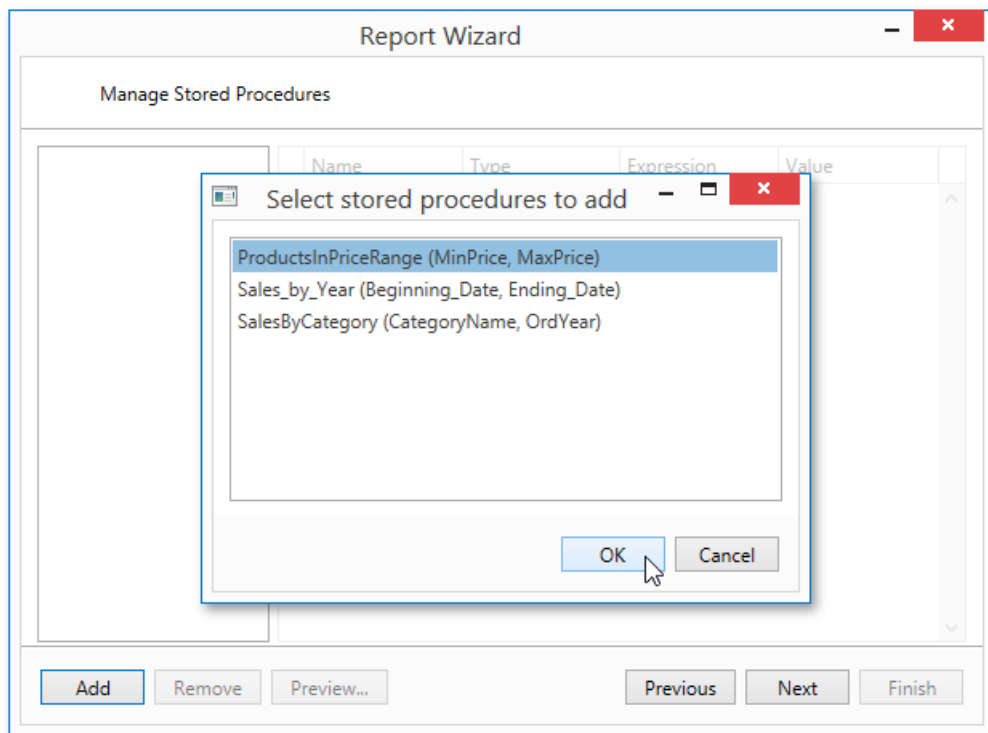 Report Wizard
Manage Stored Procedures
Name Type Expression Value
Select stored procedures to add
ProductsInPriceRange (MinPrice, MaxPrice)
Sales_by_Year (Beginning_Date, Ending_Date)
SalesByCategory (CategoryName, OrdYear)
OK Cancel
Add Remove Preview... Previous Next Finish